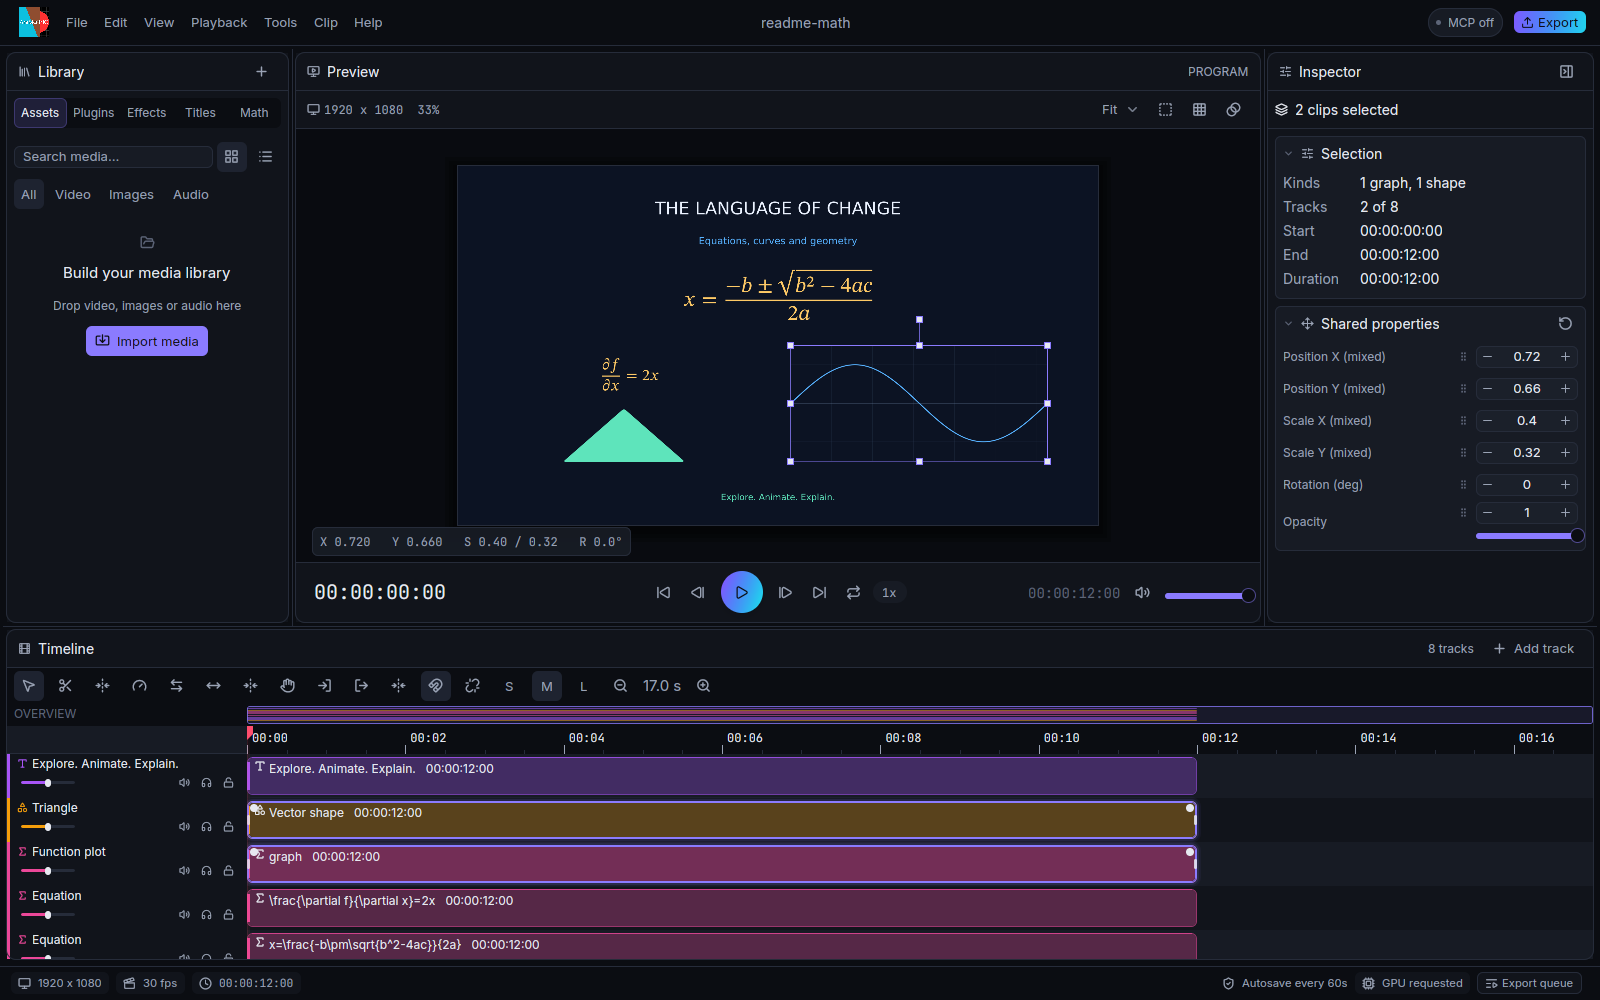 File Edit View Playback Tools Clip Help
readme-math
MCP off
Export
Library
Assets Plugins Effects Titles Math
Search media...
All Video Images Audio
Build your media library
Drop video, images or audio here
Import media
Preview
PROGRAM
1920 x 1080 33%
Fit
THE LANGUAGE OF CHANGE
Equations, curves and geometry
x = \frac{-b ± \sqrt{b² − 4ac}}{2a}
\frac{∂f}{∂x} = 2x
Explore. Animate. Explain.
X 0.720 Y 0.660 S 0.40 / 0.32 R 0.0°
00:00:00:00
1x
00:00:12:00
Inspector
2 clips selected
Selection
Kinds 1 graph, 1 shape
Tracks 2 of 8
Start 00:00:00:00
End 00:00:12:00
Duration 00:00:12:00
Shared properties
Position X (mixed) − 0.72 +
Position Y (mixed) − 0.66 +
Scale X (mixed) − 0.4 +
Scale Y (mixed) − 0.32 +
Rotation (deg) − 0 +
Opacity − 1 +
Timeline
8 tracks + Add track
S M L 17.0 s
OVERVIEW
00:00 00:02 00:04 00:06 00:08 00:10 00:12 00:14 00:16
Explore. Animate. Explain.
Explore. Animate. Explain. 00:00:12:00
Triangle
Vector shape 00:00:12:00
Function plot
graph 00:00:12:00
Equation
\frac{\partial f}{\partial x}=2x 00:00:12:00
Equation
x=\frac{-b\pm\sqrt{b^2-4ac}}{2a} 00:00:12:00
1920 x 1080 30 fps 00:00:12:00
Autosave every 60s GPU requested Export queue